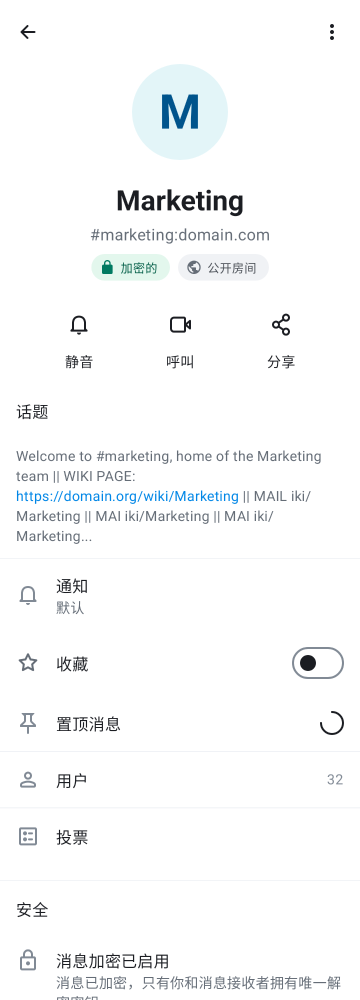 M
Marketing
#marketing:domain.com
加密的 公开房间
静音 呼叫 分享
话题
Welcome to #marketing, home of the Marketing
team || WIKI PAGE:
https://domain.org/wiki/Marketing || MAIL iki/
Marketing || MAI iki/Marketing || MAI iki/
Marketing...
通知
默认
收藏
置顶消息
用户 32
投票
安全
消息加密已启用
消息已加密，只有你和消息接收者拥有唯一解